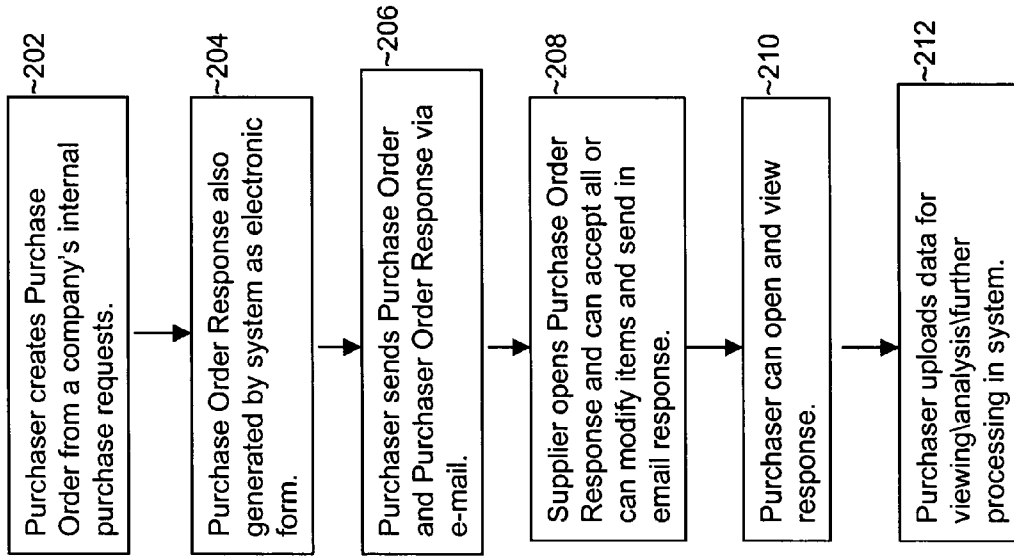 Purchaser creates Purchase
Order from a company's internal
purchase requests.
~202
Purchase Order Response also
generated by system as electronic
form.
~204
Purchaser sends Purchase Order
and Purchaser Order Response via
e-mail.
~206
Supplier opens Purchase Order
Response and can accept all or
can modify items and send in
email response.
~208
Purchaser can open and view
response.
~210
Purchaser uploads data for
viewing\analysis\further
processing in system.
~212